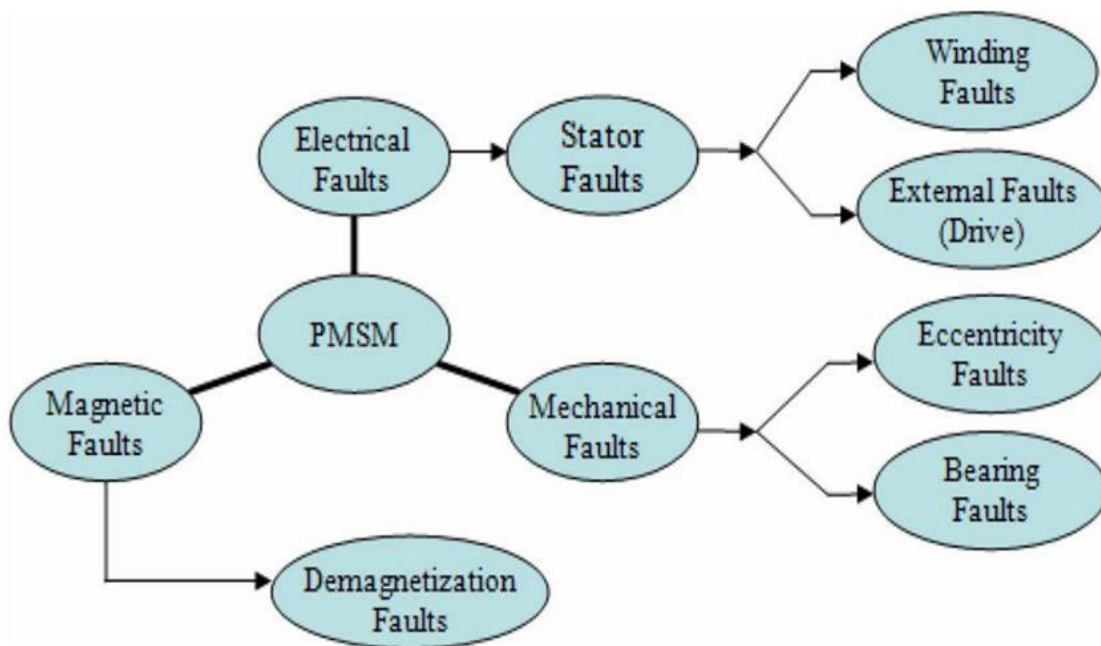 Winding
Faults
Electrical
Faults
Stator
Faults
External Faults
(Drive)
PMSM
Eccentricity
Faults
Magnetic
Faults
Mechanical
Faults
Bearing
Faults
Demagnetization
Faults